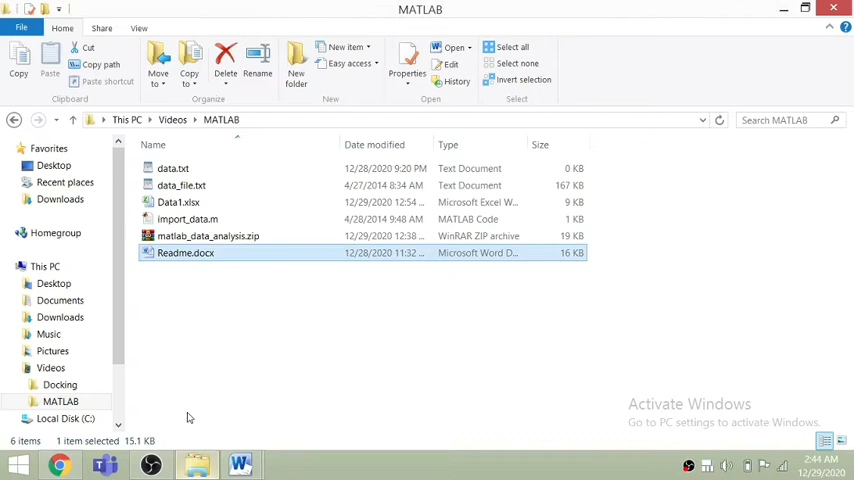 MATLAB
File Home Share View
Copy
Paste
Cut
Copy path
Paste shortcut
Clipboard
Move to
Copy to
Delete
Rename
Organize
New folder
New item
Easy access
New
Properties
Open
Edit
History
Open
Select all
Select none
Invert selection
Select
This PC Videos MATLAB
Search MATLAB
Name Date modified Type Size
data.txt 12/28/2020 9:20 PM Text Document 0 KB
data_file.txt 4/27/2014 8:34 AM Text Document 167 KB
Data1.xlsx 12/29/2020 12:54 ... Microsoft Excel W... 9 KB
import_data.m 4/28/2014 9:48 AM MATLAB Code 1 KB
matlab_data_analysis.zip 12/29/2020 12:38 ... WinRAR ZIP archive 19 KB
Readme.docx 12/28/2020 11:32 ... Microsoft Word D... 16 KB
Favorites
Desktop
Recent places
Downloads
Homegroup
This PC
Desktop
Documents
Downloads
Music
Pictures
Videos
Docking
MATLAB
Local Disk (C:)
Activate Windows
Go to PC settings to activate Windows.
6 items 1 item selected 15.1 KB
2:44 AM
12/29/2020